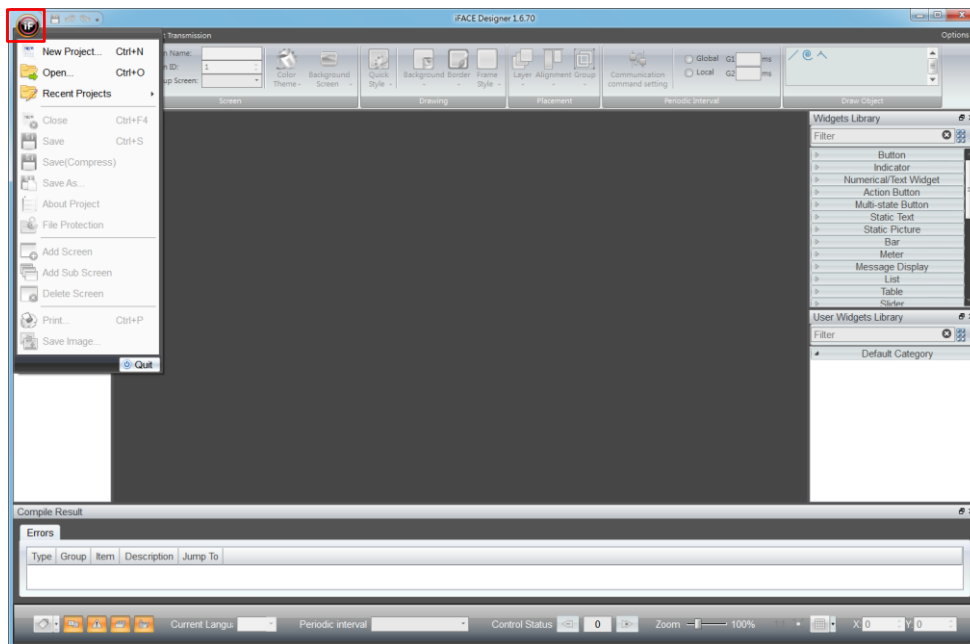 iF
iFACE Designer 1.6.70
New Project... Ctrl+N
Open... Ctrl+O
Recent Projects
Close Ctrl+F4
Save Ctrl+S
Save(Compress)
Save As...
About Project
File Protection
Add Screen
Add Sub Screen
Delete Screen
Print... Ctrl+P
Save Image...
Quit
Transmission
Options
Name:
ID: 1
up Screen:
Color Theme
Background Screen
Screen
Quick Style
Background
Border
Frame Style
Drawing
Layer
Alignment
Group
Placement
Communication command setting
Global G1 ms
Local G2 ms
Periodic Interval
Draw Object
Widgets Library
Filter
Button
Indicator
Numerical/Text Widget
Action Button
Multi-state Button
Static Text
Static Picture
Bar
Meter
Message Display
List
Table
Slider
User Widgets Library
Filter
Default Category
Compile Result
Errors
Type Group Item Description Jump To
Current Langu: Periodic interval Control Status 0 Zoom 100% X 0 Y 0